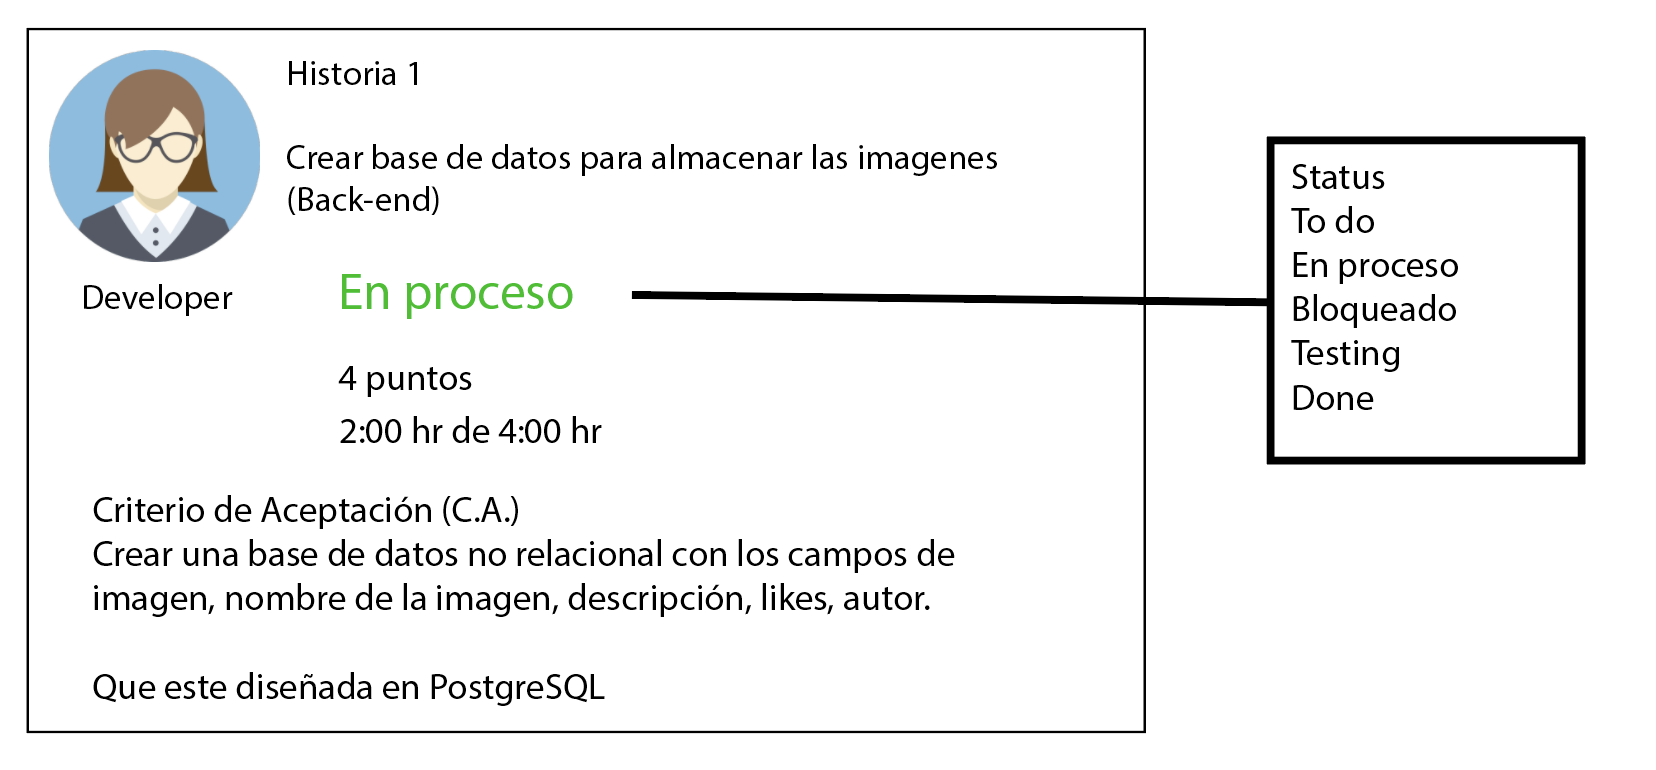 Historia 1
Crear base de datos para almacenar las imagenes
(Back-end)
Developer
En proceso
4 puntos
2:00 hr de 4:00 hr
Criterio de Aceptación (C.A.)
Crear una base de datos no relacional con los campos de
imagen, nombre de la imagen, descripción, likes, autor.
Que este diseñada en PostgreSQL
Status
To do
En proceso
Bloqueado
Testing
Done